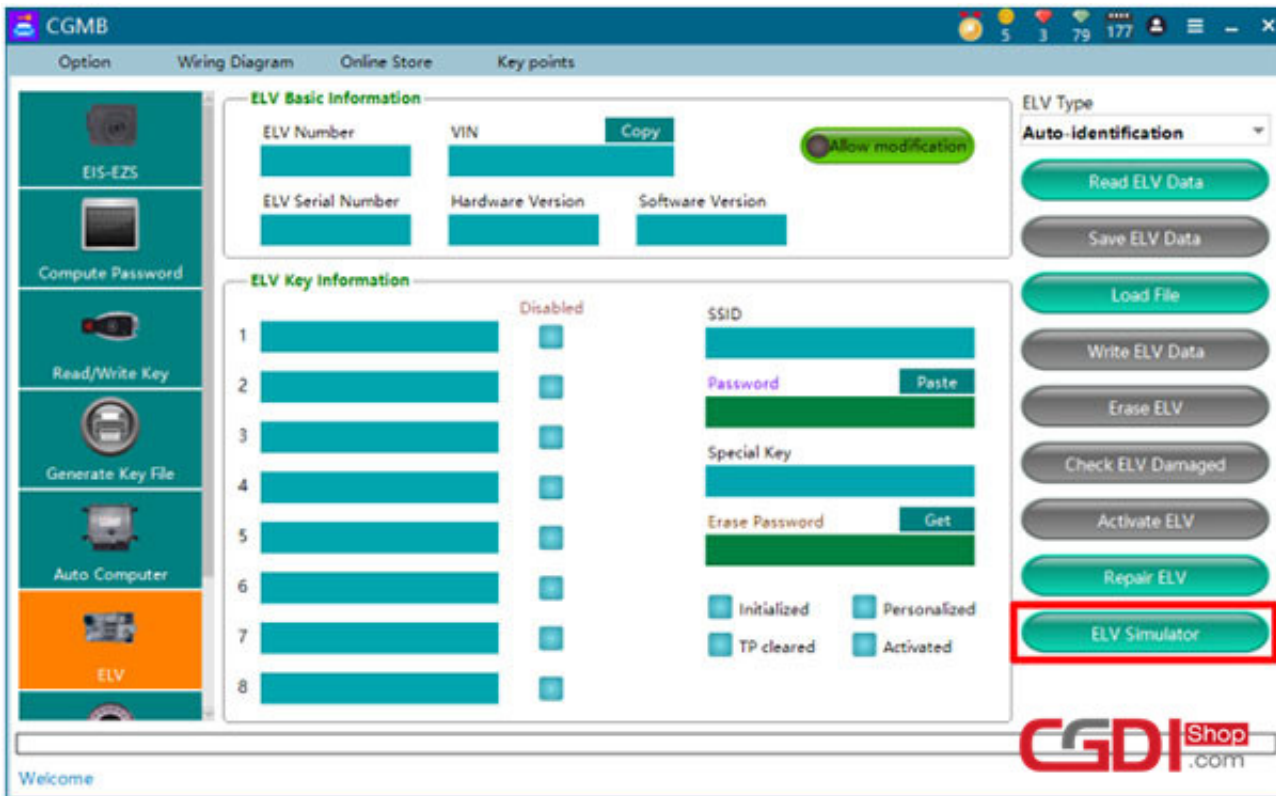 CGMB
5 3 79 177
Option Wiring Diagram Online Store Key points
EIS-EZS
Compute Password
Read/Write Key
Generate Key File
Auto Computer
ELV
ELV Basic Information
ELV Number VIN Copy
Allow modification
ELV Serial Number Hardware Version Software Version
ELV Key Information
Disabled
1
2
3
4
5
6
7
8
SSID
Password Paste
Special Key
Erase Password Get
Initialized Personalized
TP cleared Activated
ELV Type
Auto-identification
Read ELV Data
Save ELV Data
Load File
Write ELV Data
Erase ELV
Check ELV Damaged
Activate ELV
Repair ELV
ELV Simulator
Welcome
CGDI Shop
.com